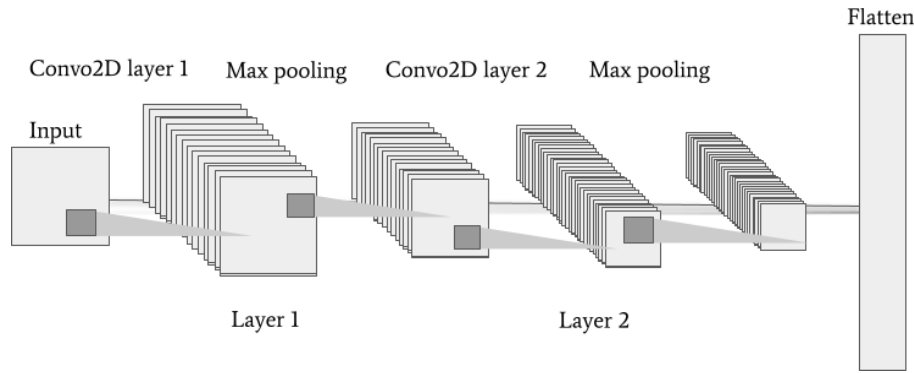 Flatten
Convo2D layer 1
Max pooling
Convo2D layer 2
Max pooling
Input
Layer 1
Layer 2